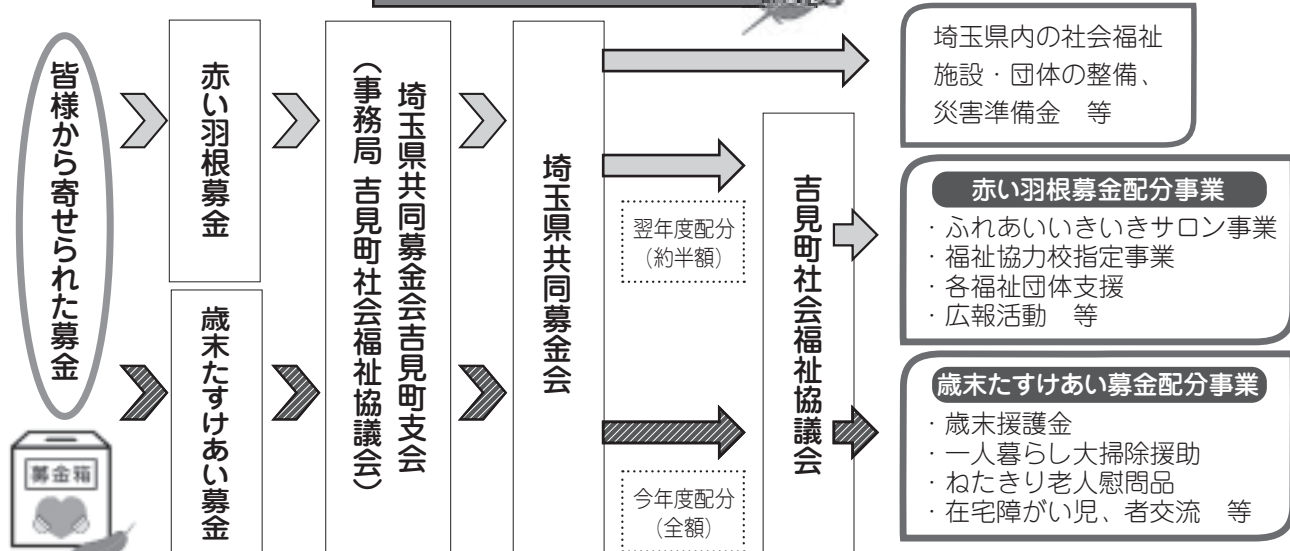 皆様から寄せられた募金
募金箱
赤い羽根募金
歳末たすけあい募金
埼玉県共同募金会吉見町支会
（事務局 吉見町社会福祉協議会）
埼玉県共同募金会
翌年度配分
（約半額）
今年度配分
（全額）
吉見町社会福祉協議会
埼玉県内の社会福祉
施設・団体の整備、
災害準備金　等
赤い羽根募金配分事業
・ふれあいいきいきサロン事業
・福祉協力校指定事業
・各福祉団体支援
・広報活動　等
歳末たすけあい募金配分事業
・歳末援護金
・一人暮らし大掃除援助
・ねたきり老人慰問品
・在宅障がい児、者交流　等